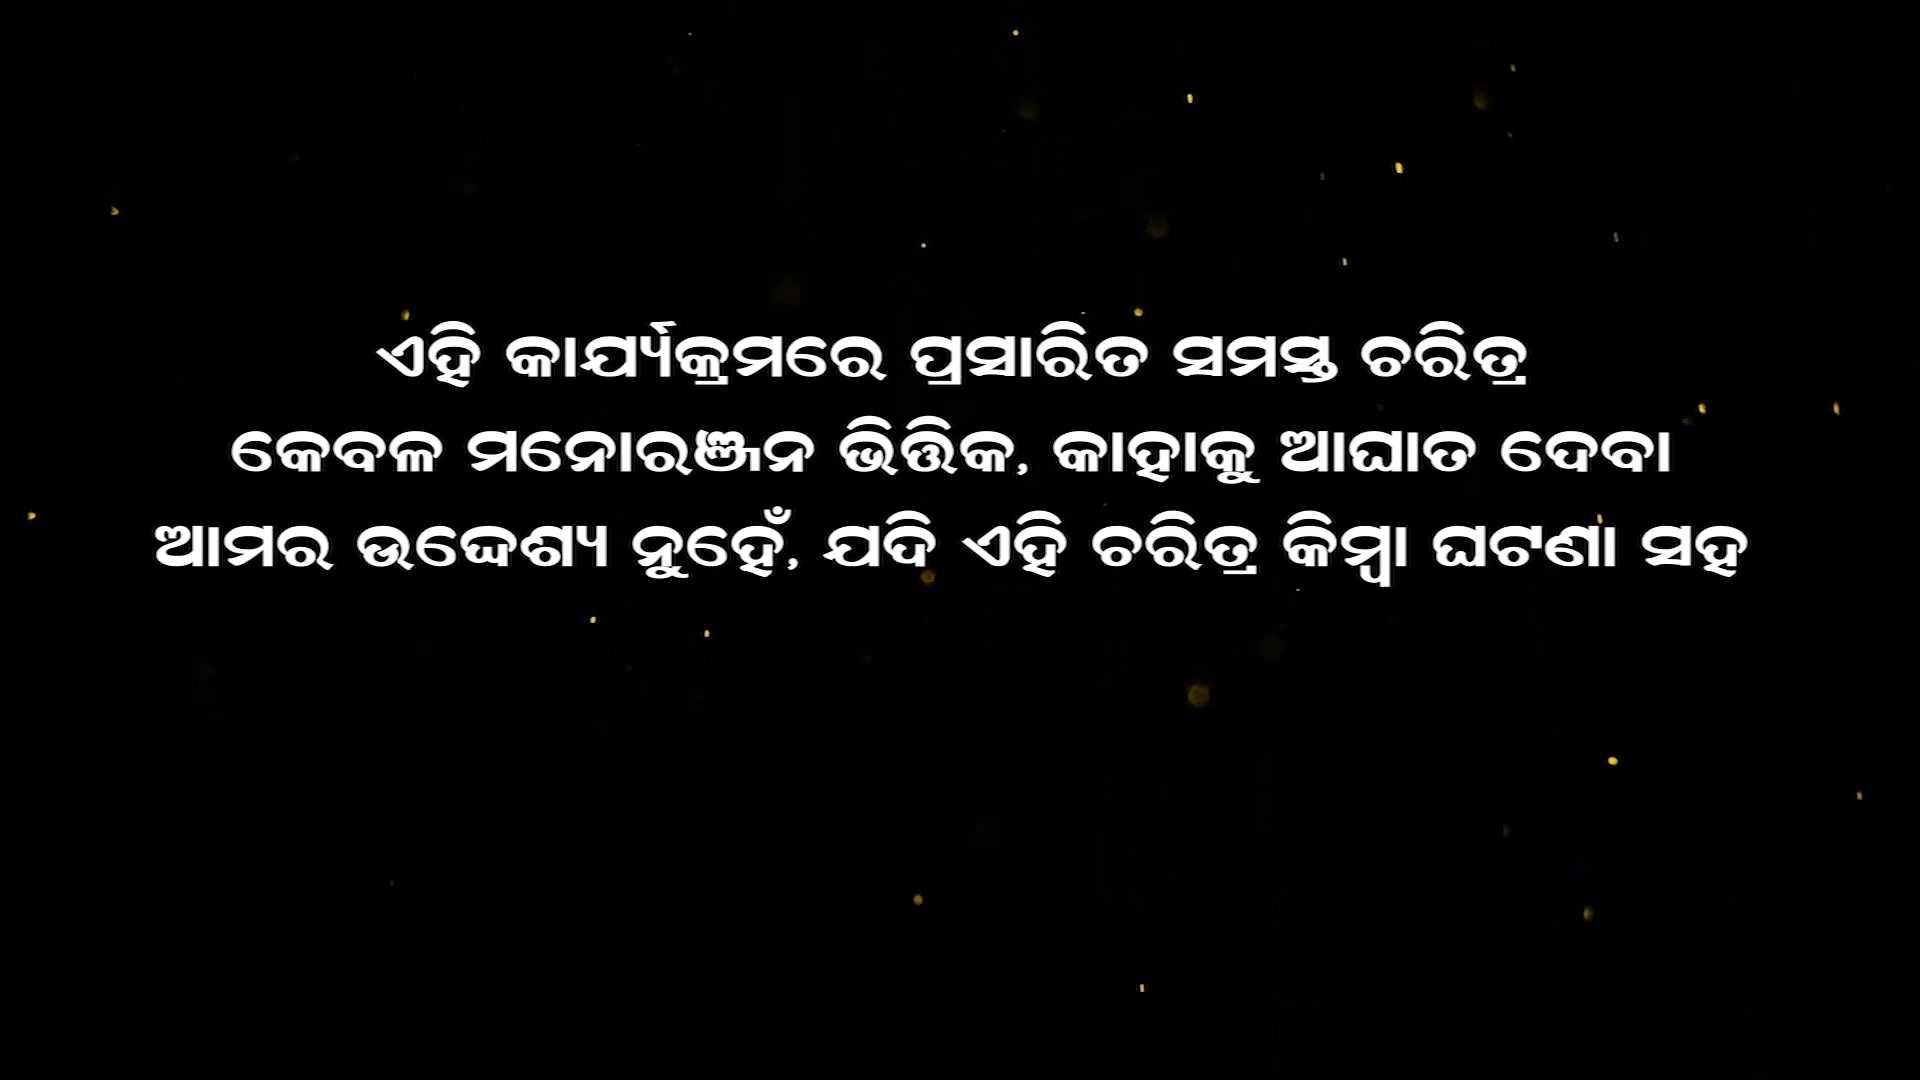 ଏହି କାର୍ଯ୍ୟକ୍ରମରେ ପ୍ରସାରିତ ସମସ୍ତ ଚରିତ୍ର
କେବଳ ମନୋରଞ୍ଜନ ଭିତ୍ତିକ, କାହାକୁ ଆଘାତ ଦେବା
ଆମର ଉଦ୍ଦେଶ୍ୟ ନୁହେଁ, ଯଦି ଏହି ଚରିତ୍ର କିମ୍ବା ଘଟଣା ସହ